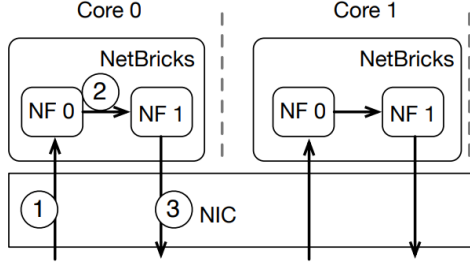 Core 0
Core 1
NetBricks
NetBricks
NF 0
2
NF 1
NF 0
NF 1
1
3
NIC